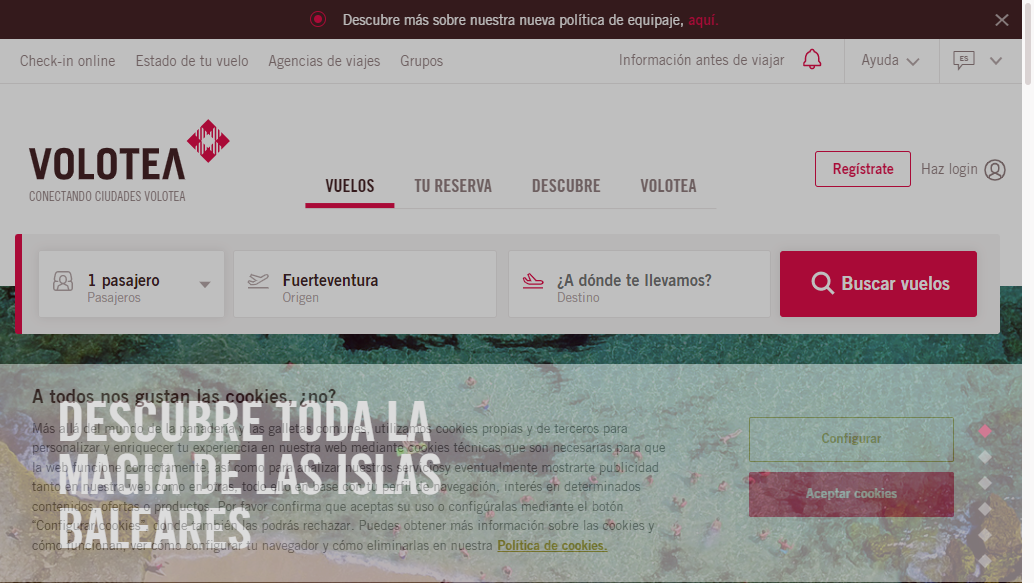 Descubre más sobre nuestra nueva política de equipaje, aquí.
Check-in online Estado de tu vuelo Agencias de viajes Grupos Información antes de viajar Ayuda ES
VOLOTEA
CONECTANDO CIUDADES VOLOTEA
VUELOS TU RESERVA DESCUBRE VOLOTEA
Regístrate Haz login
1 pasajero
Pasajeros
Fuerteventura
Origen
¿A dónde te llevamos?
Destino
Buscar vuelos
A todos nos gustan las cookies, ¿no?
DESCUBRE TODA LA
MAGIA DE LAS ISLAS
BALEARES
Más allá del mundo de la panadería y las galletas comunes, utilizamos cookies propias y de terceros para
personalizar y enriquecer tu experiencia en nuestra web mediante cookies técnicas que son necesarias para que
la web funcione correctamente, así como para analizar nuestros servicios y eventualmente mostrarte publicidad
tanto en nuestra web como en otras, todo ello en base con tu perfil de navegación, interés en determinados
contenidos, ofertas o productos. Por favor confirma que aceptas su uso o configúralas mediante el botón
"Configurar cookies", donde también las podrás rechazar. Puedes obtener más información sobre las cookies y
cómo funcionan, ver cómo configurar tu navegador y cómo eliminarlas en nuestra Política de cookies.
Configurar
Aceptar cookies